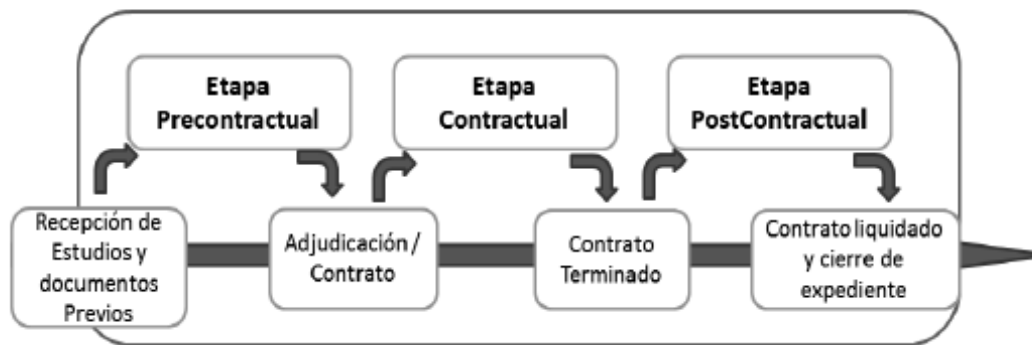 Etapa
Precontractual
Etapa
Contractual
Etapa
PostContractual
Recepción de
Estudios y
documentos
Previos
Adjudicación /
Contrato
Contrato
Terminado
Contrato liquidado
y cierre de
expediente